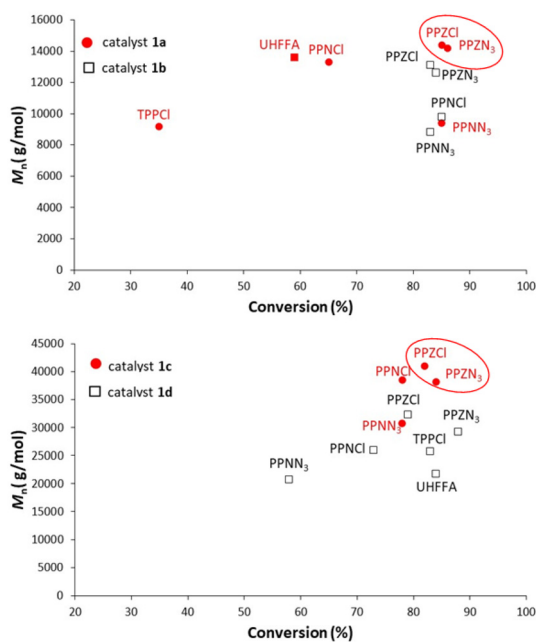 16000
14000
12000
10000
8000
6000
4000
2000
0
Mn( g/mol)
catalyst 1a
catalyst 1b
TPPCl
UHFFA
PPNCl
PPZCl
PPZN3
PPZCl
PPZN3
PPNCl
PPNN3
PPNN3
20 30 40 50 60 70 80 90 100
Conversion (%)
45000
40000
35000
30000
25000
20000
15000
10000
5000
0
Mn( g/mol)
catalyst 1c
catalyst 1d
PPZCl
PPNCl
PPZN3
PPZCl
PPNN3
PPZN3
PPNCl
TPPCl
PPNN3
UHFFA
20 30 40 50 60 70 80 90 100
Conversion (%)